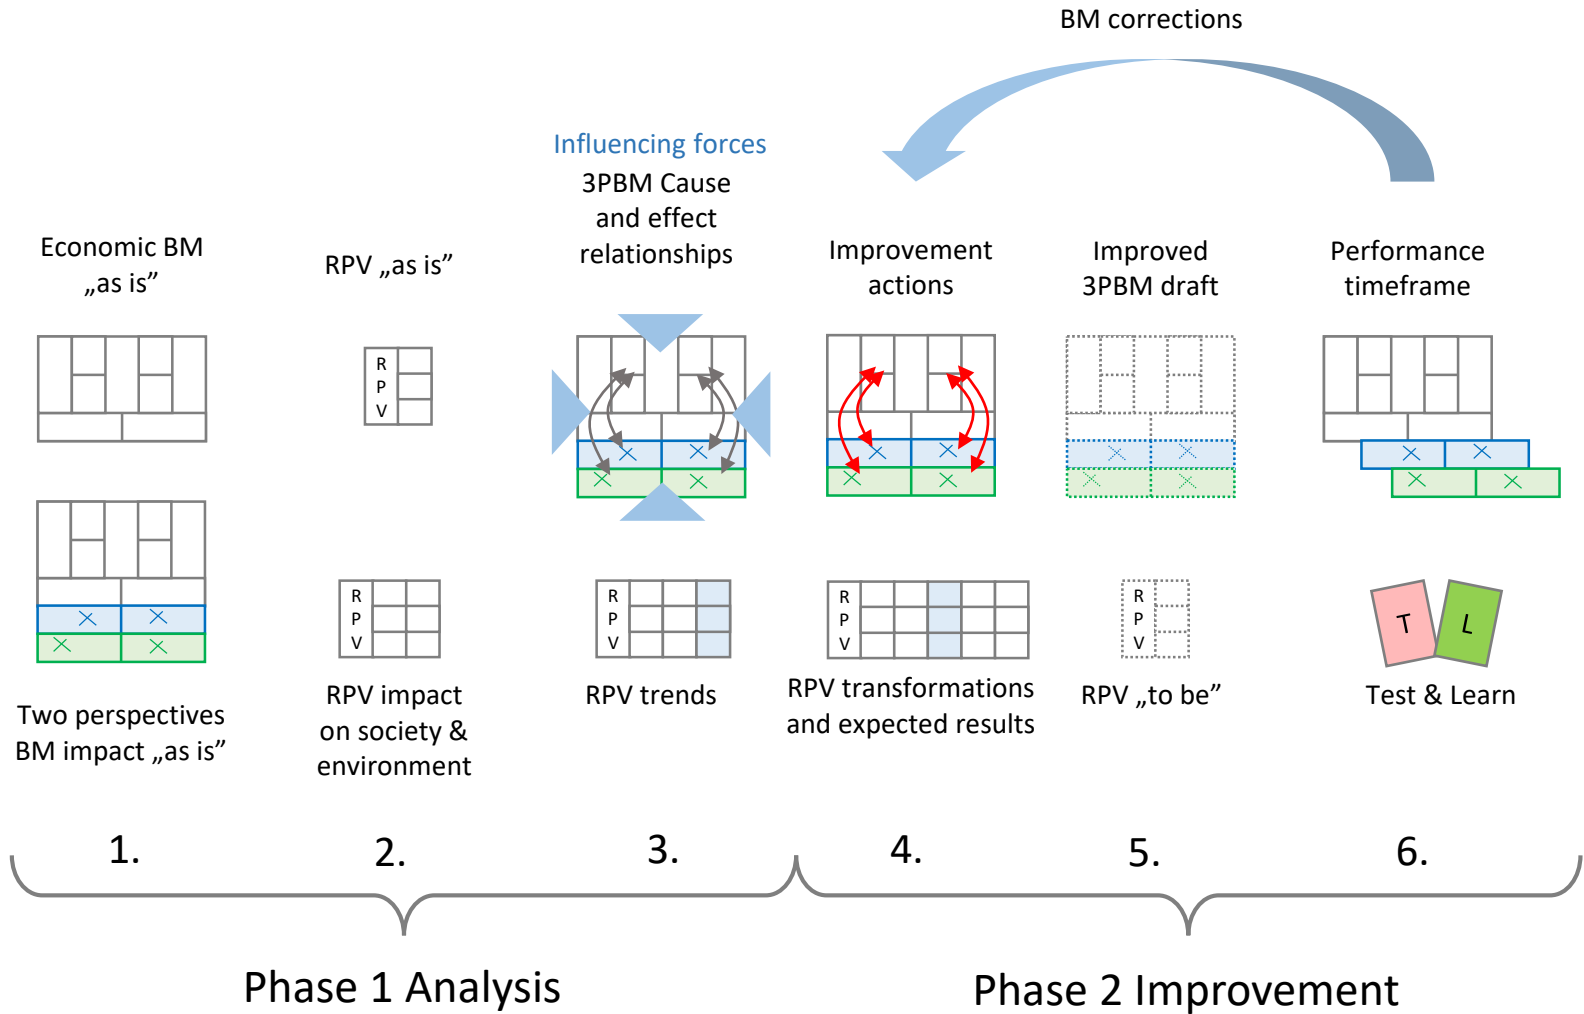 BM corrections
Influencing forces
3PBM Cause
and effect
relationships
Economic BM
„as is”
RPV „as is”
Improvement
actions
Improved
3PBM draft
Performance
timeframe
R
P
V
R
P
V
R
P
V
R
P
V
R
P
V
T
L
Two perspectives
BM impact „as is”
RPV impact
on society &
environment
RPV trends
RPV transformations
and expected results
RPV „to be”
Test & Learn
1.
2.
3.
4.
5.
6.
Phase 1 Analysis
Phase 2 Improvement